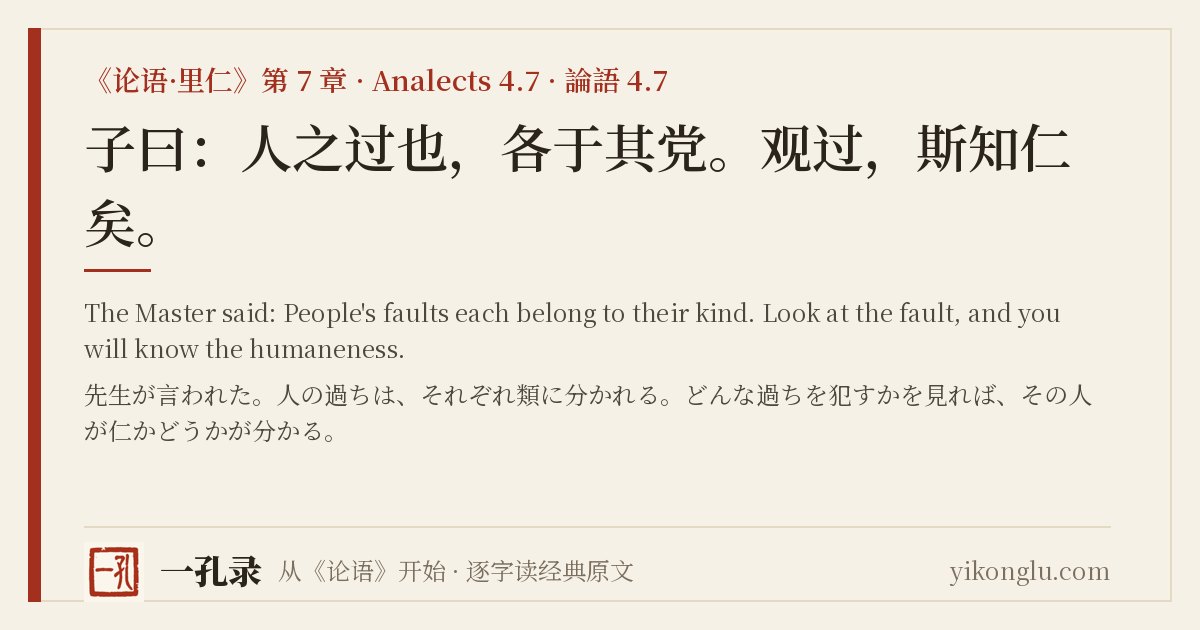 《论语·里仁》第 7 章 · Analects 4.7 · 論語 4.7
子曰：人之过也，各于其党。观过，斯知仁
矣。
The Master said: People's faults each belong to their kind. Look at the fault, and you
will know the humaneness.
先生が言われた。人の過ちは、それぞれ類に分かれる。どんな過ちを犯すかを見れば、その人
が仁かどうかが分かる。
一孔
一孔录 从《论语》开始 · 逐字读经典原文 yikonglu.com